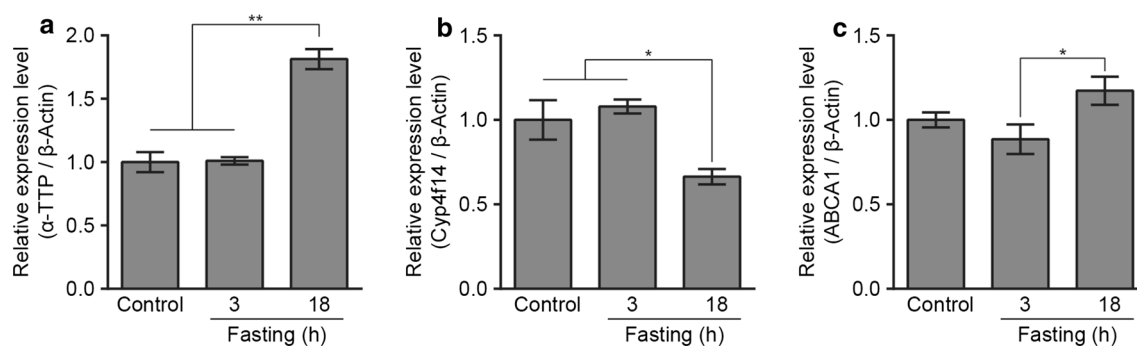 a
Relative expression level
(α-TTP / β-Actin)
2.0
1.5
1.0
0.5
0.0
**
Control
3
18
Fasting (h)
b
Relative expression level
(Cyp4f14 / β-Actin)
1.5
1.0
0.5
0.0
*
Control
3
18
Fasting (h)
c
Relative expression level
(ABCA1 / β-Actin)
1.5
1.0
0.5
0.0
*
Control
3
18
Fasting (h)